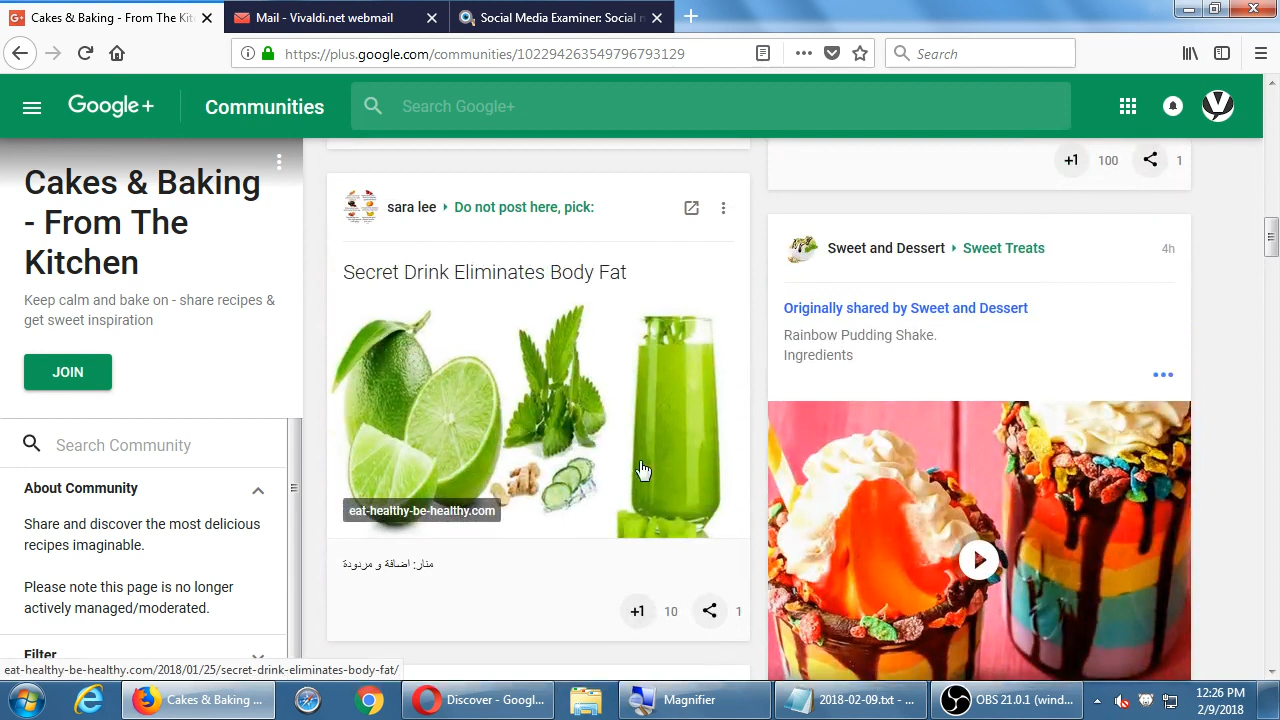 Cakes & Baking - From The Kit
Mail - Vivaldi.net webmail
Social Media Examiner: Social
https://plus.google.com/communities/102294263549796793129
Search
Google+
Communities
Search Google+
Cakes & Baking
- From The
Kitchen
Keep calm and bake on - share recipes &
get sweet inspiration
JOIN
Search Community
About Community
Share and discover the most delicious
recipes imaginable.
Please note this page is no longer
actively managed/moderated.
Filter
sara lee
Do not post here, pick:
Secret Drink Eliminates Body Fat
eat-healthy-be-healthy.com
منار: اضافة و مردودة
+1 10 1
+1 100 1
Sweet and Dessert
Sweet Treats
4h
Originally shared by Sweet and Dessert
Rainbow Pudding Shake.
Ingredients
eat-healthy-be-healthy.com/2018/01/25/secret-drink-eliminates-body-fat/
Cakes & Baking ...
Discover - Googl...
Magnifier
2018-02-09.txt - ...
OBS 21.0.1 (wind...
12:26 PM
2/9/2018